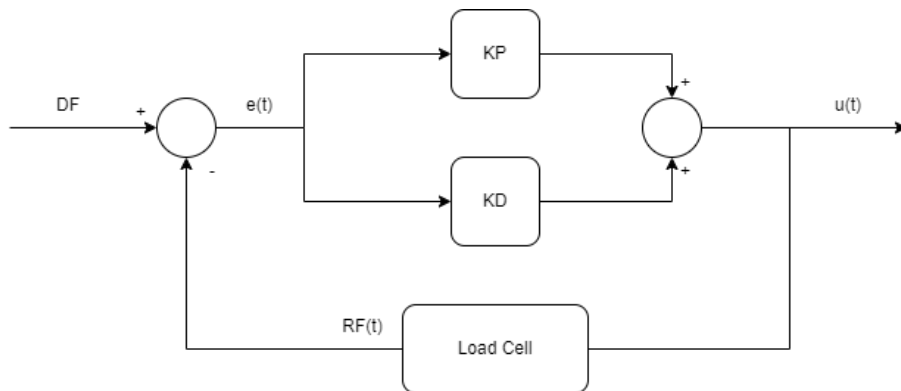 KP
DF
+
e(t)
+
u(t)
-
KD
+
RF(t)
Load Cell